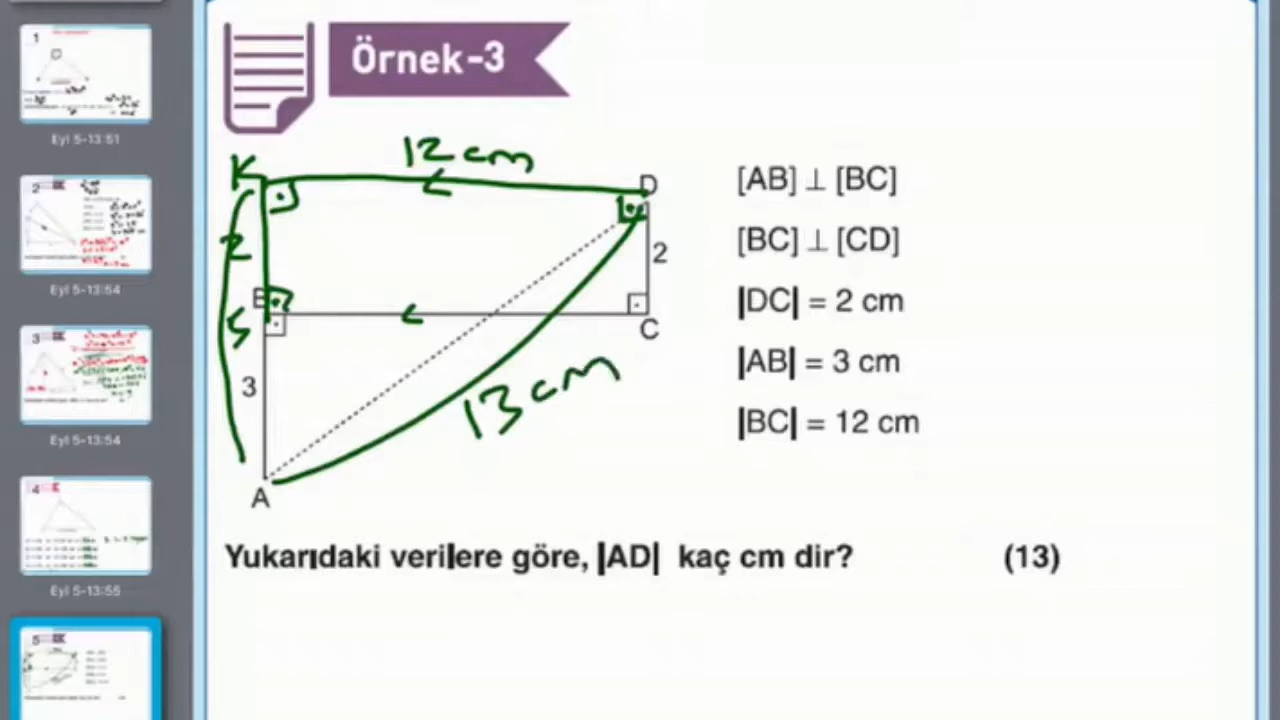 1
Eyl 5-13:51
2
Eyl 5-13:54
3
Eyl 5-13:54
4
Eyl 5-13:55
5
Örnek-3
12 cm
K
D
2
2
B
C
5
3
13 cm
A
[AB] ⊥ [BC]
[BC] ⊥ [CD]
|DC| = 2 cm
|AB| = 3 cm
|BC| = 12 cm
Yukarıdaki verilere göre, |AD| kaç cm dir? (13)